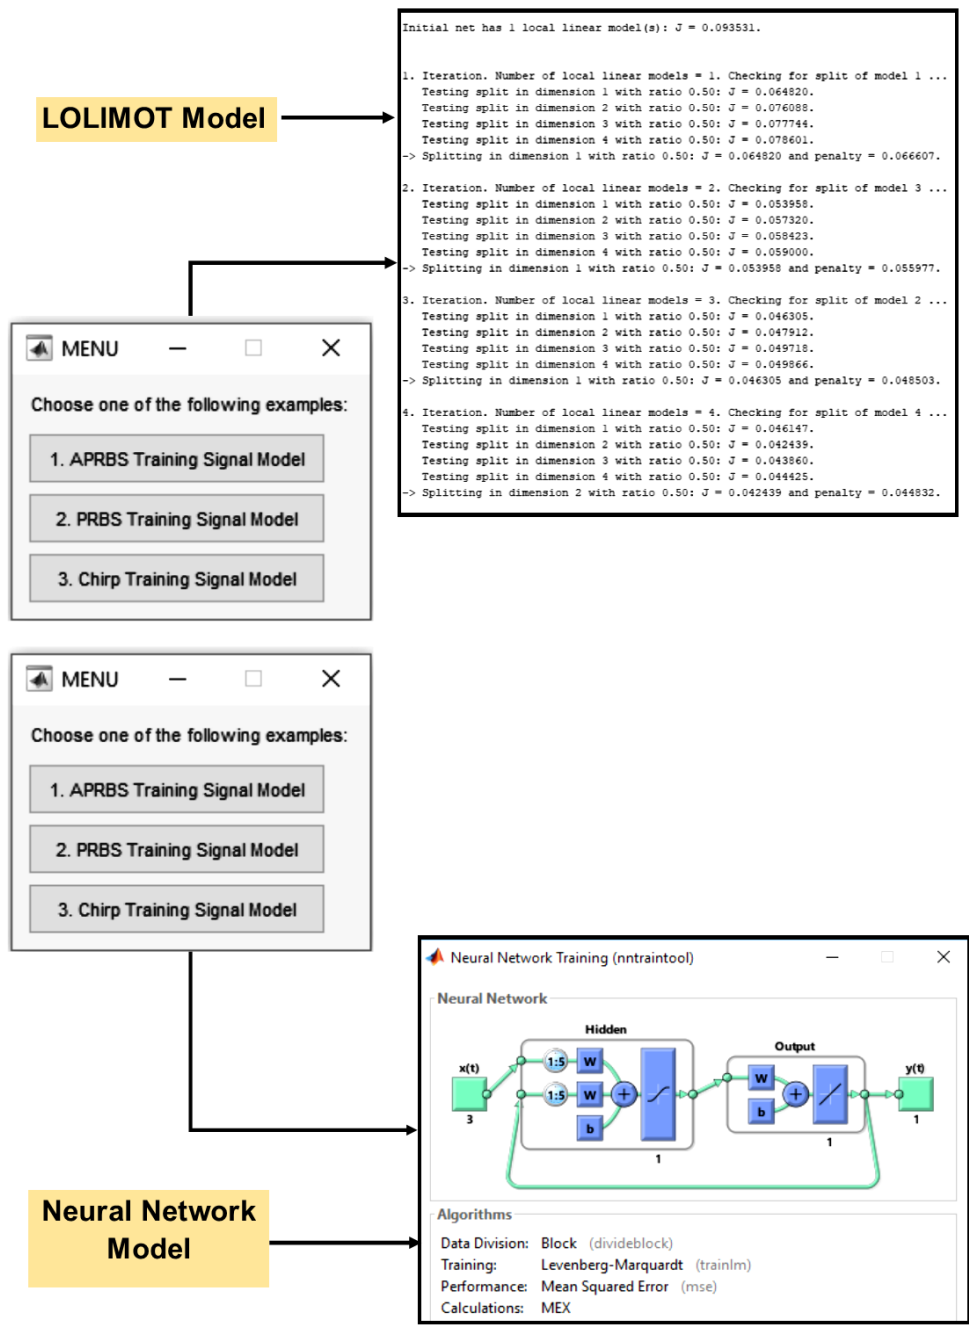 Initial net has 1 local linear model(s): J = 0.093531.
1. Iteration. Number of local linear models = 1. Checking for split of model 1 ...
Testing split in dimension 1 with ratio 0.50: J = 0.064820.
Testing split in dimension 2 with ratio 0.50: J = 0.076088.
Testing split in dimension 3 with ratio 0.50: J = 0.077744.
Testing split in dimension 4 with ratio 0.50: J = 0.078601.
-> Splitting in dimension 1 with ratio 0.50: J = 0.064820 and penalty = 0.066607.
2. Iteration. Number of local linear models = 2. Checking for split of model 3 ...
Testing split in dimension 1 with ratio 0.50: J = 0.053958.
Testing split in dimension 2 with ratio 0.50: J = 0.057320.
Testing split in dimension 3 with ratio 0.50: J = 0.058423.
Testing split in dimension 4 with ratio 0.50: J = 0.059000.
-> Splitting in dimension 1 with ratio 0.50: J = 0.053958 and penalty = 0.055977.
3. Iteration. Number of local linear models = 3. Checking for split of model 2 ...
Testing split in dimension 1 with ratio 0.50: J = 0.046305.
Testing split in dimension 2 with ratio 0.50: J = 0.047912.
Testing split in dimension 3 with ratio 0.50: J = 0.049718.
Testing split in dimension 4 with ratio 0.50: J = 0.049866.
-> Splitting in dimension 1 with ratio 0.50: J = 0.046305 and penalty = 0.048503.
4. Iteration. Number of local linear models = 4. Checking for split of model 4 ...
Testing split in dimension 1 with ratio 0.50: J = 0.046147.
Testing split in dimension 2 with ratio 0.50: J = 0.042439.
Testing split in dimension 3 with ratio 0.50: J = 0.043860.
Testing split in dimension 4 with ratio 0.50: J = 0.044425.
-> Splitting in dimension 2 with ratio 0.50: J = 0.042439 and penalty = 0.044832.
LOLIMOT Model
MENU
Choose one of the following examples:
1. APRBS Training Signal Model
2. PRBS Training Signal Model
3. Chirp Training Signal Model
MENU
Choose one of the following examples:
1. APRBS Training Signal Model
2. PRBS Training Signal Model
3. Chirp Training Signal Model
Neural Network Training (nntraintool)
Neural Network
Hidden
Output
x(t)
1:5 W
W
y(t)
1:5 W
+
+
b
b
3
1
1
1
Neural Network
Model
Algorithms
Data Division: Block (divideblock)
Training: Levenberg-Marquardt (trainlm)
Performance: Mean Squared Error (mse)
Calculations: MEX